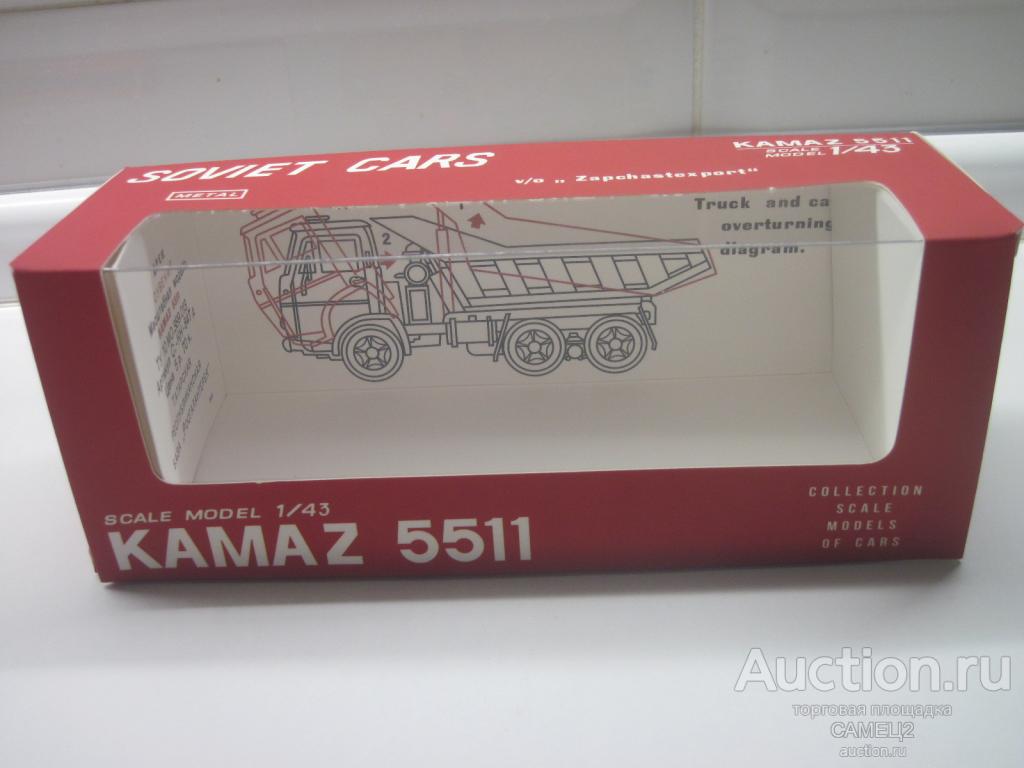 SOVIET CARS
METAL
KAMAZ 5511
SCALE
MODEL 1/43
v/o „ Zapchastexport"
Truck and ca
overturning
diagram.
2
SCALE MODEL 1/43
KAMAZ 5511
COLLECTION
SCALE
MODELS
OF CARS
Auction.ru
торговая площадка
САМЕЦ2
auction.ru